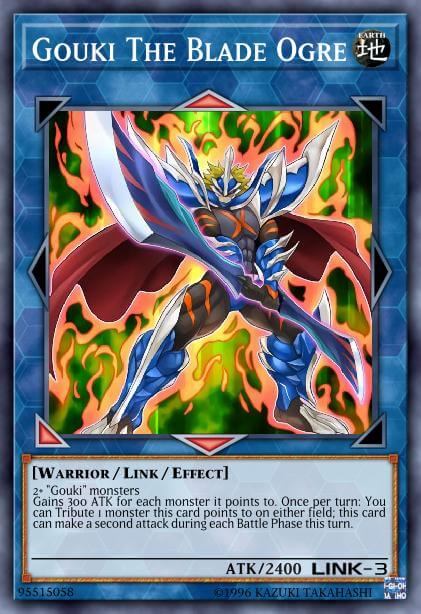 GOUKI THE BLADE OGRE
EARTH
地
[WARRIOR / LINK / EFFECT]
2+ "Gouki" monsters
Gains 300 ATK for each monster it points to. Once per turn: You
can Tribute 1 monster this card points to on either field; this card
can make a second attack during each Battle Phase this turn.
ATK/2400 LINK-3
95515058
©1996 KAZUKI TAKAHASHI